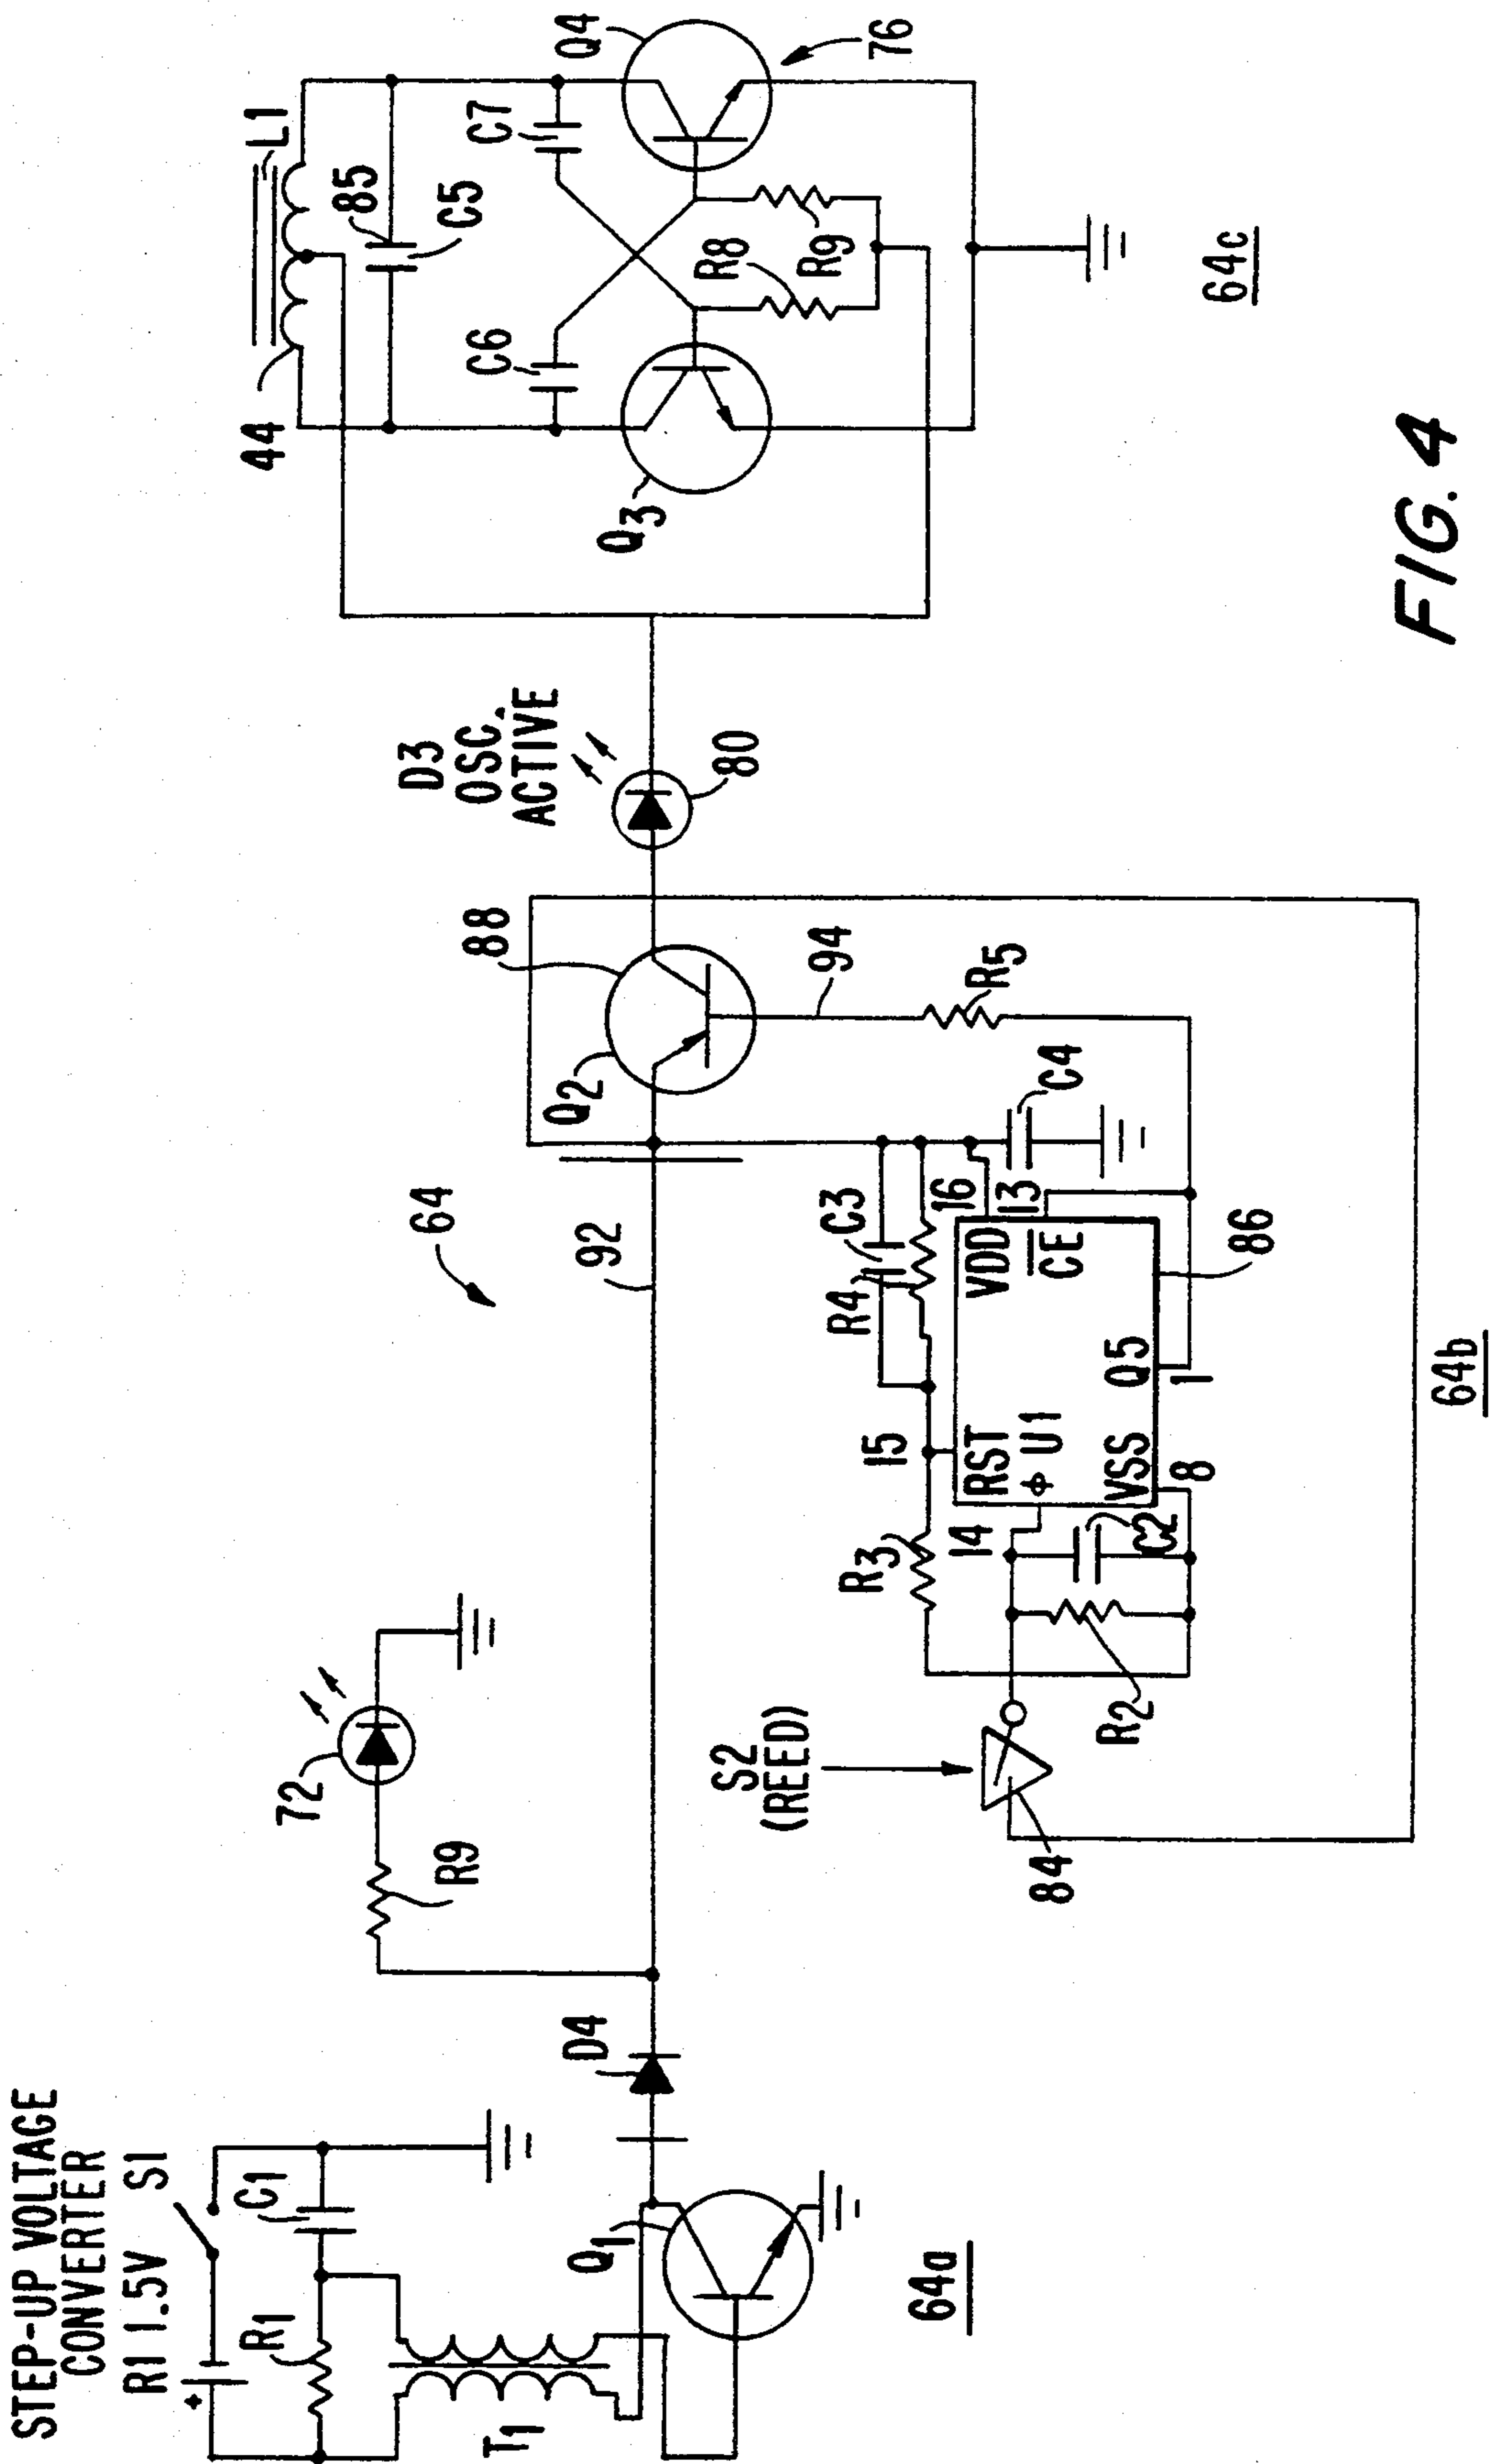 STEP-UP VOLTAGE
CONVERTER
R1 1.5V S1
+
R1
C1
T1
Q1
64a
D4
R9
72
92
64
S2
(REED)
84
R2
R3
14
C2
15
RST
φ U1
VSS
8
Q5
1
VDD
CE
16
13
R4
C3
C4
86
64b
Q2
88
94
R5
D3
OSC.
ACTIVE
80
44
L1
85
C5
C6
C7
Q3
Q4
R8
R9
76
64c
FIG. 4